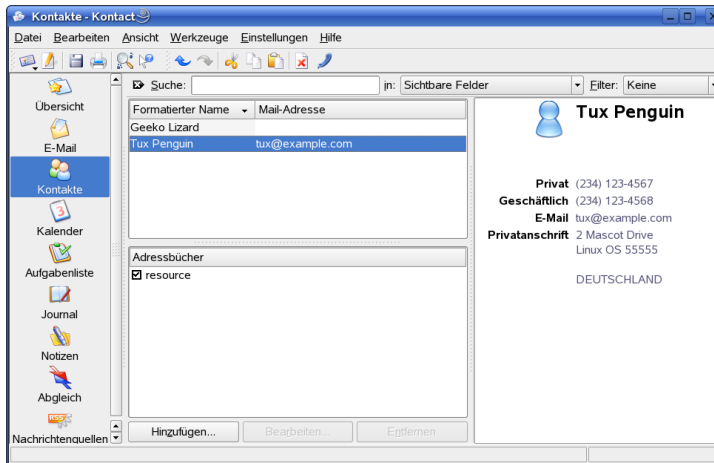 Kontakte - Kontact
Datei Bearbeiten Ansicht Werkzeuge Einstellungen Hilfe
Suche: in: Sichtbare Felder Filter: Keine
Übersicht
E-Mail
Kontakte
3
Kalender
Aufgabenliste
Journal
Notizen
Abgleich
RSS
Nachrichtenquellen
Formatierter Name Mail-Adresse
Geeko Lizard
Tux Penguin tux@example.com
Adressbücher
resource
Hinzufügen... Bearbeiten... Entfernen
Tux Penguin
Privat (234) 123-4567
Geschäftlich (234) 123-4568
E-Mail tux@example.com
Privatanschrift 2 Mascot Drive
Linux OS 55555
DEUTSCHLAND